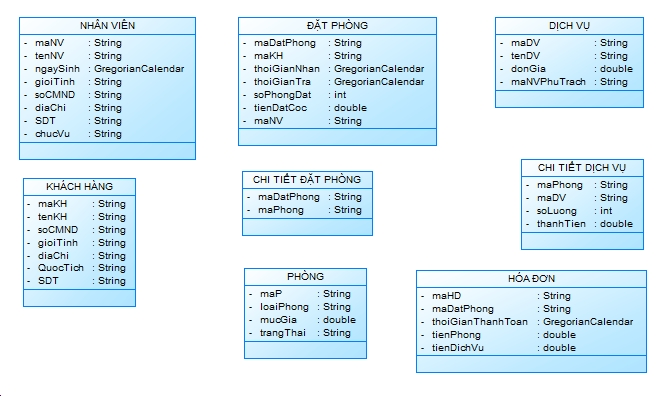 NHÂN VIÊN
- maNV : String
- tenNV : String
- ngaySinh : GregorianCalendar
- gioiTinh : String
- soCMND : String
- diaChi : String
- SDT : String
- chucVu : String
ĐẶT PHÒNG
- maDatPhong : String
- maKH : String
- thoiGianNhan : GregorianCalendar
- thoiGianTra : GregorianCalendar
- soPhongDat : int
- tienDatCoc : double
- maNV : String
DỊCH VỤ
- maDV : String
- tenDV : String
- donGia : double
- maNVPhuTrach : String
KHÁCH HÀNG
- maKH : String
- tenKH : String
- soCMND : String
- gioiTinh : String
- diaChi : String
- QuocTich : String
- SDT : String
CHI TIẾT ĐẶT PHÒNG
- maDatPhong : String
- maPhong : String
CHI TIẾT DỊCH VỤ
- maPhong : String
- maDV : String
- soLuong : int
- thanhTien : double
PHÒNG
- maP : String
- loaiPhong : String
- mucGia : double
- trangThai : String
HÓA ĐƠN
- maHD : String
- maDatPhong : String
- thoiGianThanhToan : GregorianCalendar
- tienPhong : double
- tienDichVu : double